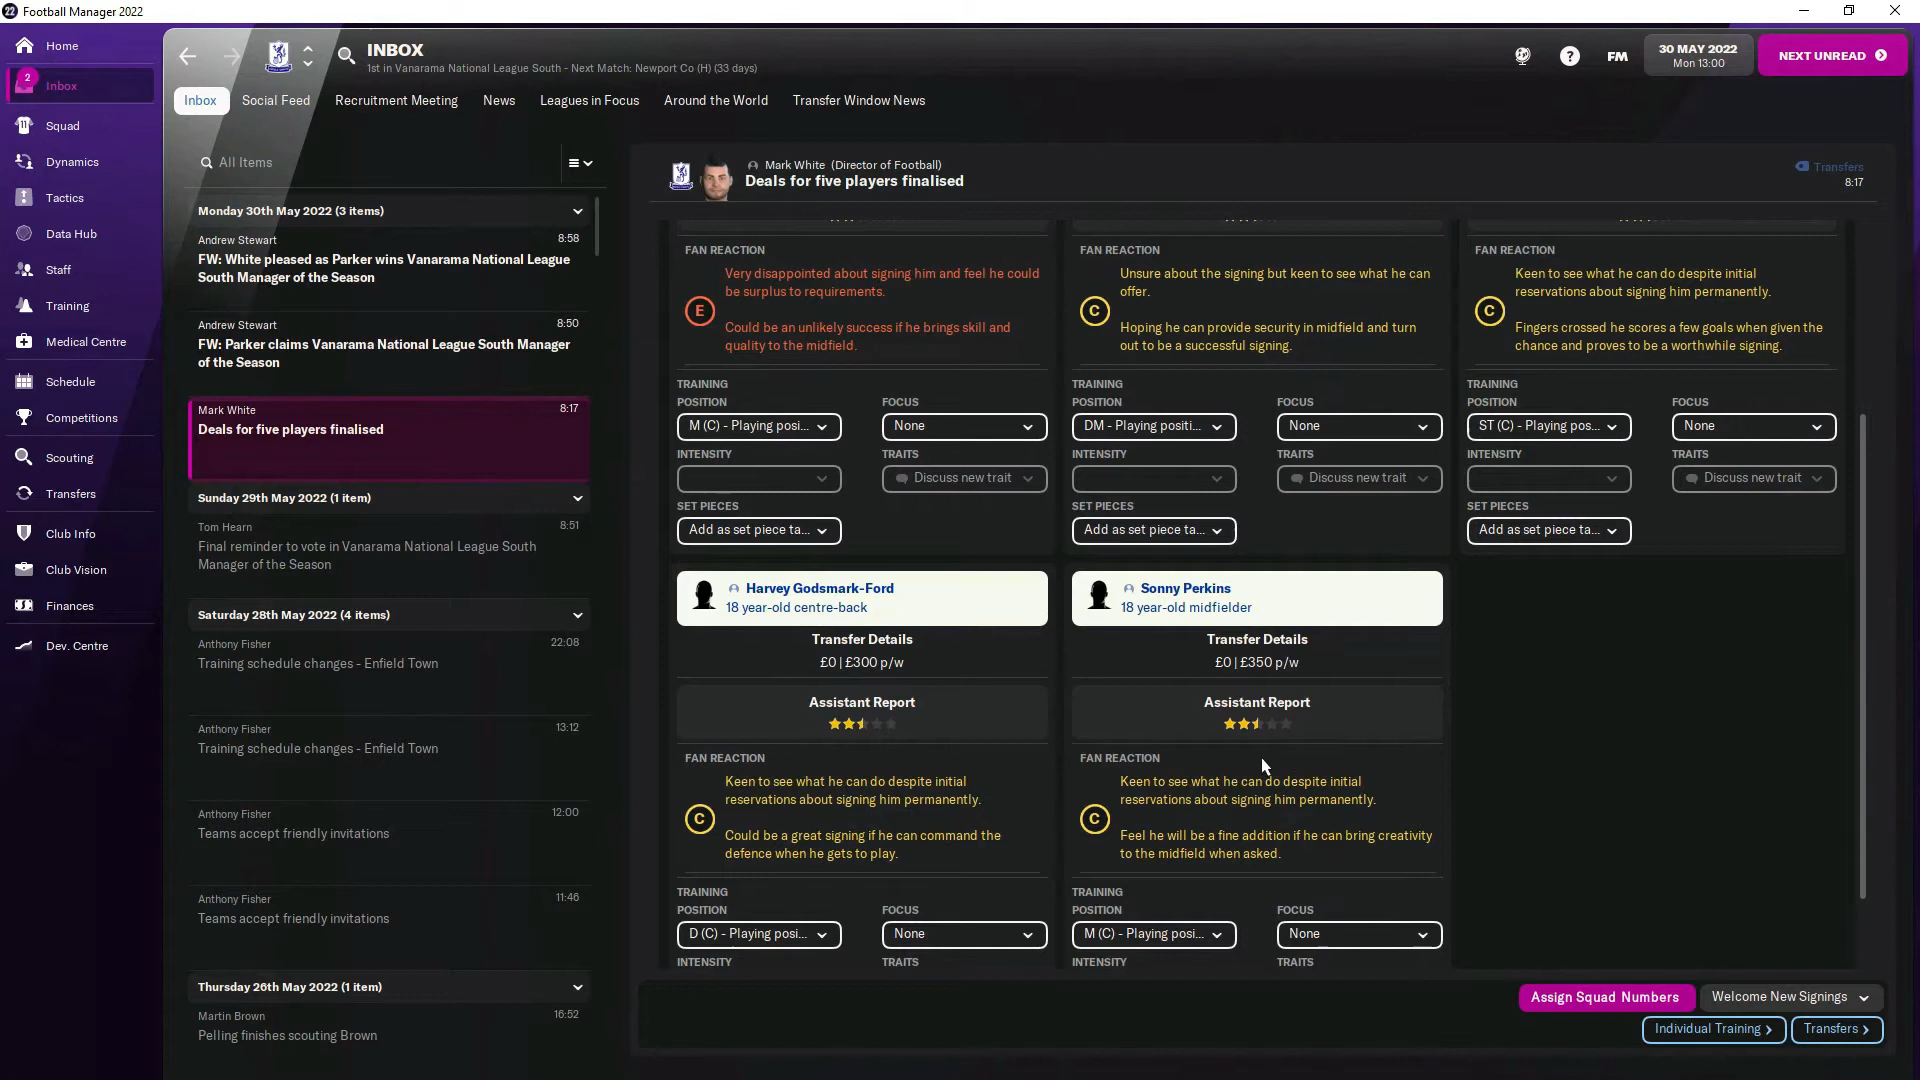 22 Football Manager 2022
Home
2
Inbox
11
Squad
Dynamics
Tactics
Data Hub
Staff
Training
Medical Centre
Schedule
Competitions
Scouting
Transfers
Club Info
Club Vision
Finances
Dev. Centre
INBOX
1st in Vanarama National League South - Next Match: Newport Co (H) (33 days)
? FM
30 MAY 2022
Mon 13:00
NEXT UNREAD
Inbox Social Feed Recruitment Meeting News Leagues in Focus Around the World Transfer Window News
All Items
Monday 30th May 2022 (3 items)
Andrew Stewart 8:58
FW: White pleased as Parker wins Vanarama National League
South Manager of the Season
Andrew Stewart 8:50
FW: Parker claims Vanarama National League South Manager
of the Season
Mark White 8:17
Deals for five players finalised
Sunday 29th May 2022 (1 item)
Tom Hearn 8:51
Final reminder to vote in Vanarama National League South
Manager of the Season
Saturday 28th May 2022 (4 items)
Anthony Fisher 22:08
Training schedule changes - Enfield Town
Anthony Fisher 13:12
Training schedule changes - Enfield Town
Anthony Fisher 12:00
Teams accept friendly invitations
Anthony Fisher 11:46
Teams accept friendly invitations
Thursday 26th May 2022 (1 item)
Martin Brown 16:52
Pelling finishes scouting Brown
Mark White (Director of Football)
Deals for five players finalised
Transfers
8:17
FAN REACTION
E
Very disappointed about signing him and feel he could
be surplus to requirements.
Could be an unlikely success if he brings skill and
quality to the midfield.
TRAINING
POSITION FOCUS
M (C) - Playing posi... None
INTENSITY TRAITS
Discuss new trait
SET PIECES
Add as set piece ta...
FAN REACTION
C
Unsure about the signing but keen to see what he can
offer.
Hoping he can provide security in midfield and turn
out to be a successful signing.
TRAINING
POSITION FOCUS
DM - Playing positi... None
INTENSITY TRAITS
Discuss new trait
SET PIECES
Add as set piece ta...
FAN REACTION
C
Keen to see what he can do despite initial
reservations about signing him permanently.
Fingers crossed he scores a few goals when given the
chance and proves to be a worthwhile signing.
TRAINING
POSITION FOCUS
ST (C) - Playing pos... None
INTENSITY TRAITS
Discuss new trait
SET PIECES
Add as set piece ta...
Harvey Godsmark-Ford
18 year-old centre-back
Transfer Details
£0 | £300 p/w
Assistant Report
FAN REACTION
C
Keen to see what he can do despite initial
reservations about signing him permanently.
Could be a great signing if he can command the
defence when he gets to play.
TRAINING
POSITION FOCUS
D (C) - Playing posi... None
INTENSITY TRAITS
Sonny Perkins
18 year-old midfielder
Transfer Details
£0 | £350 p/w
Assistant Report
FAN REACTION
C
Keen to see what he can do despite initial
reservations about signing him permanently.
Feel he will be a fine addition if he can bring creativity
to the midfield when asked.
TRAINING
POSITION FOCUS
M (C) - Playing posi... None
INTENSITY TRAITS
Assign Squad Numbers Welcome New Signings
Individual Training Transfers